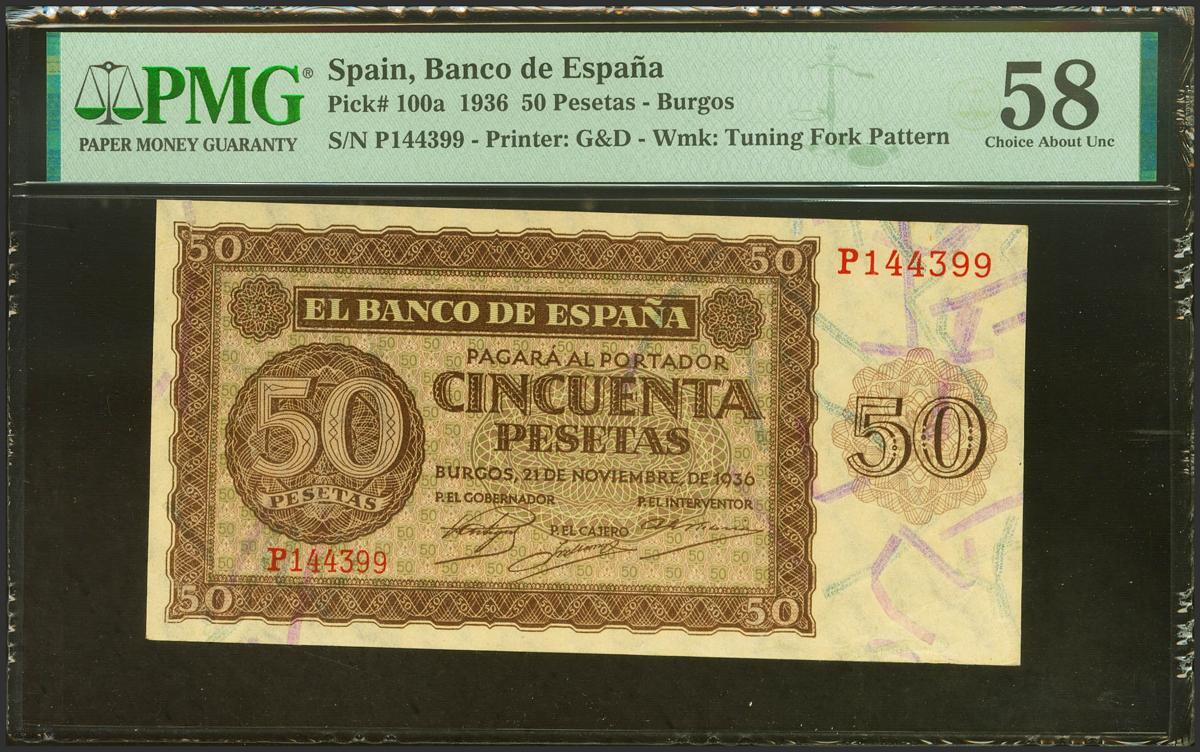 PMG®
PAPER MONEY GUARANTY
Spain, Banco de España
Pick# 100a 1936 50 Pesetas - Burgos
S/N P144399 - Printer: G&D - Wmk: Tuning Fork Pattern
58
Choice About Unc
50 50
P144399
EL BANCO DE ESPAÑA
PAGARÁ AL PORTADOR
CINCUENTA
PESETAS
50
PESETAS
50
BURGOS, 21 DE NOVIEMBRE, DE 1936
P. EL GOBERNADOR P. EL INTERVENTOR
P. EL CAJERO
P144399
50 50